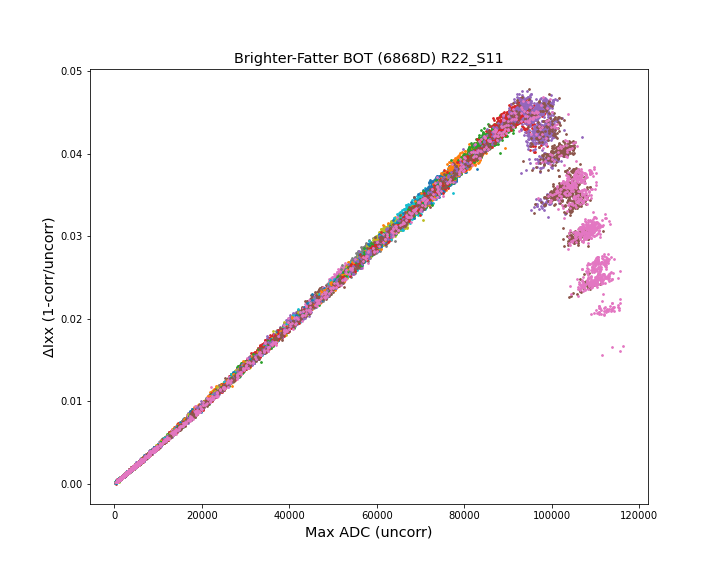 Brighter-Fatter BOT (6868D) R22_S11
0.05
0.04
0.03
0.02
0.01
0.00
ΔIxx (1-corr/uncorr)
0 20000 40000 60000 80000 100000 120000
Max ADC (uncorr)